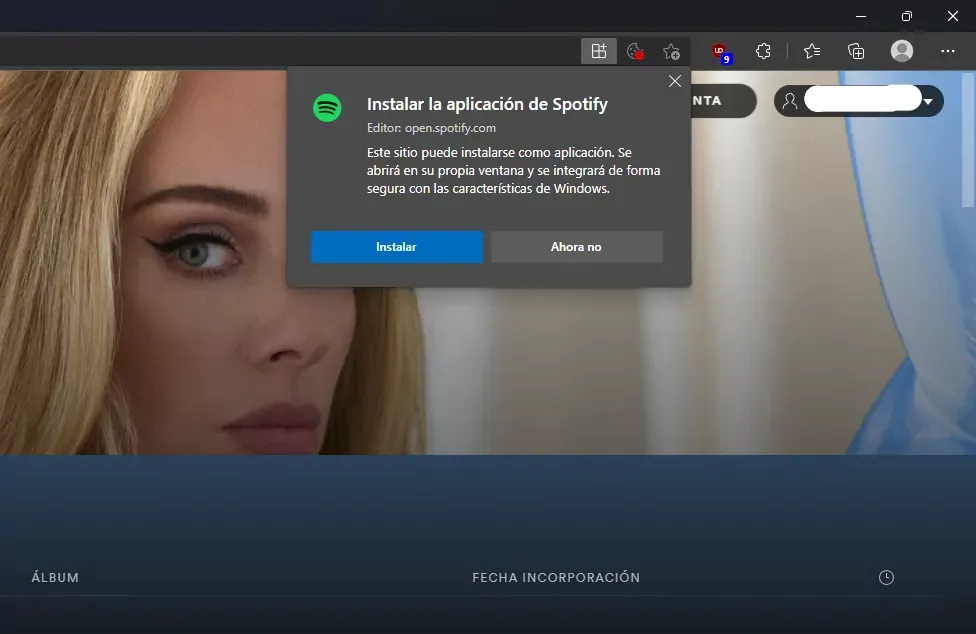 UD
9
NTA
Instalar la aplicación de Spotify
Editor: open.spotify.com
Este sitio puede instalarse como aplicación. Se
abrirá en su propia ventana y se integrará de forma
segura con las características de Windows.
Instalar
Ahora no
ÁLBUM
FECHA INCORPORACIÓN